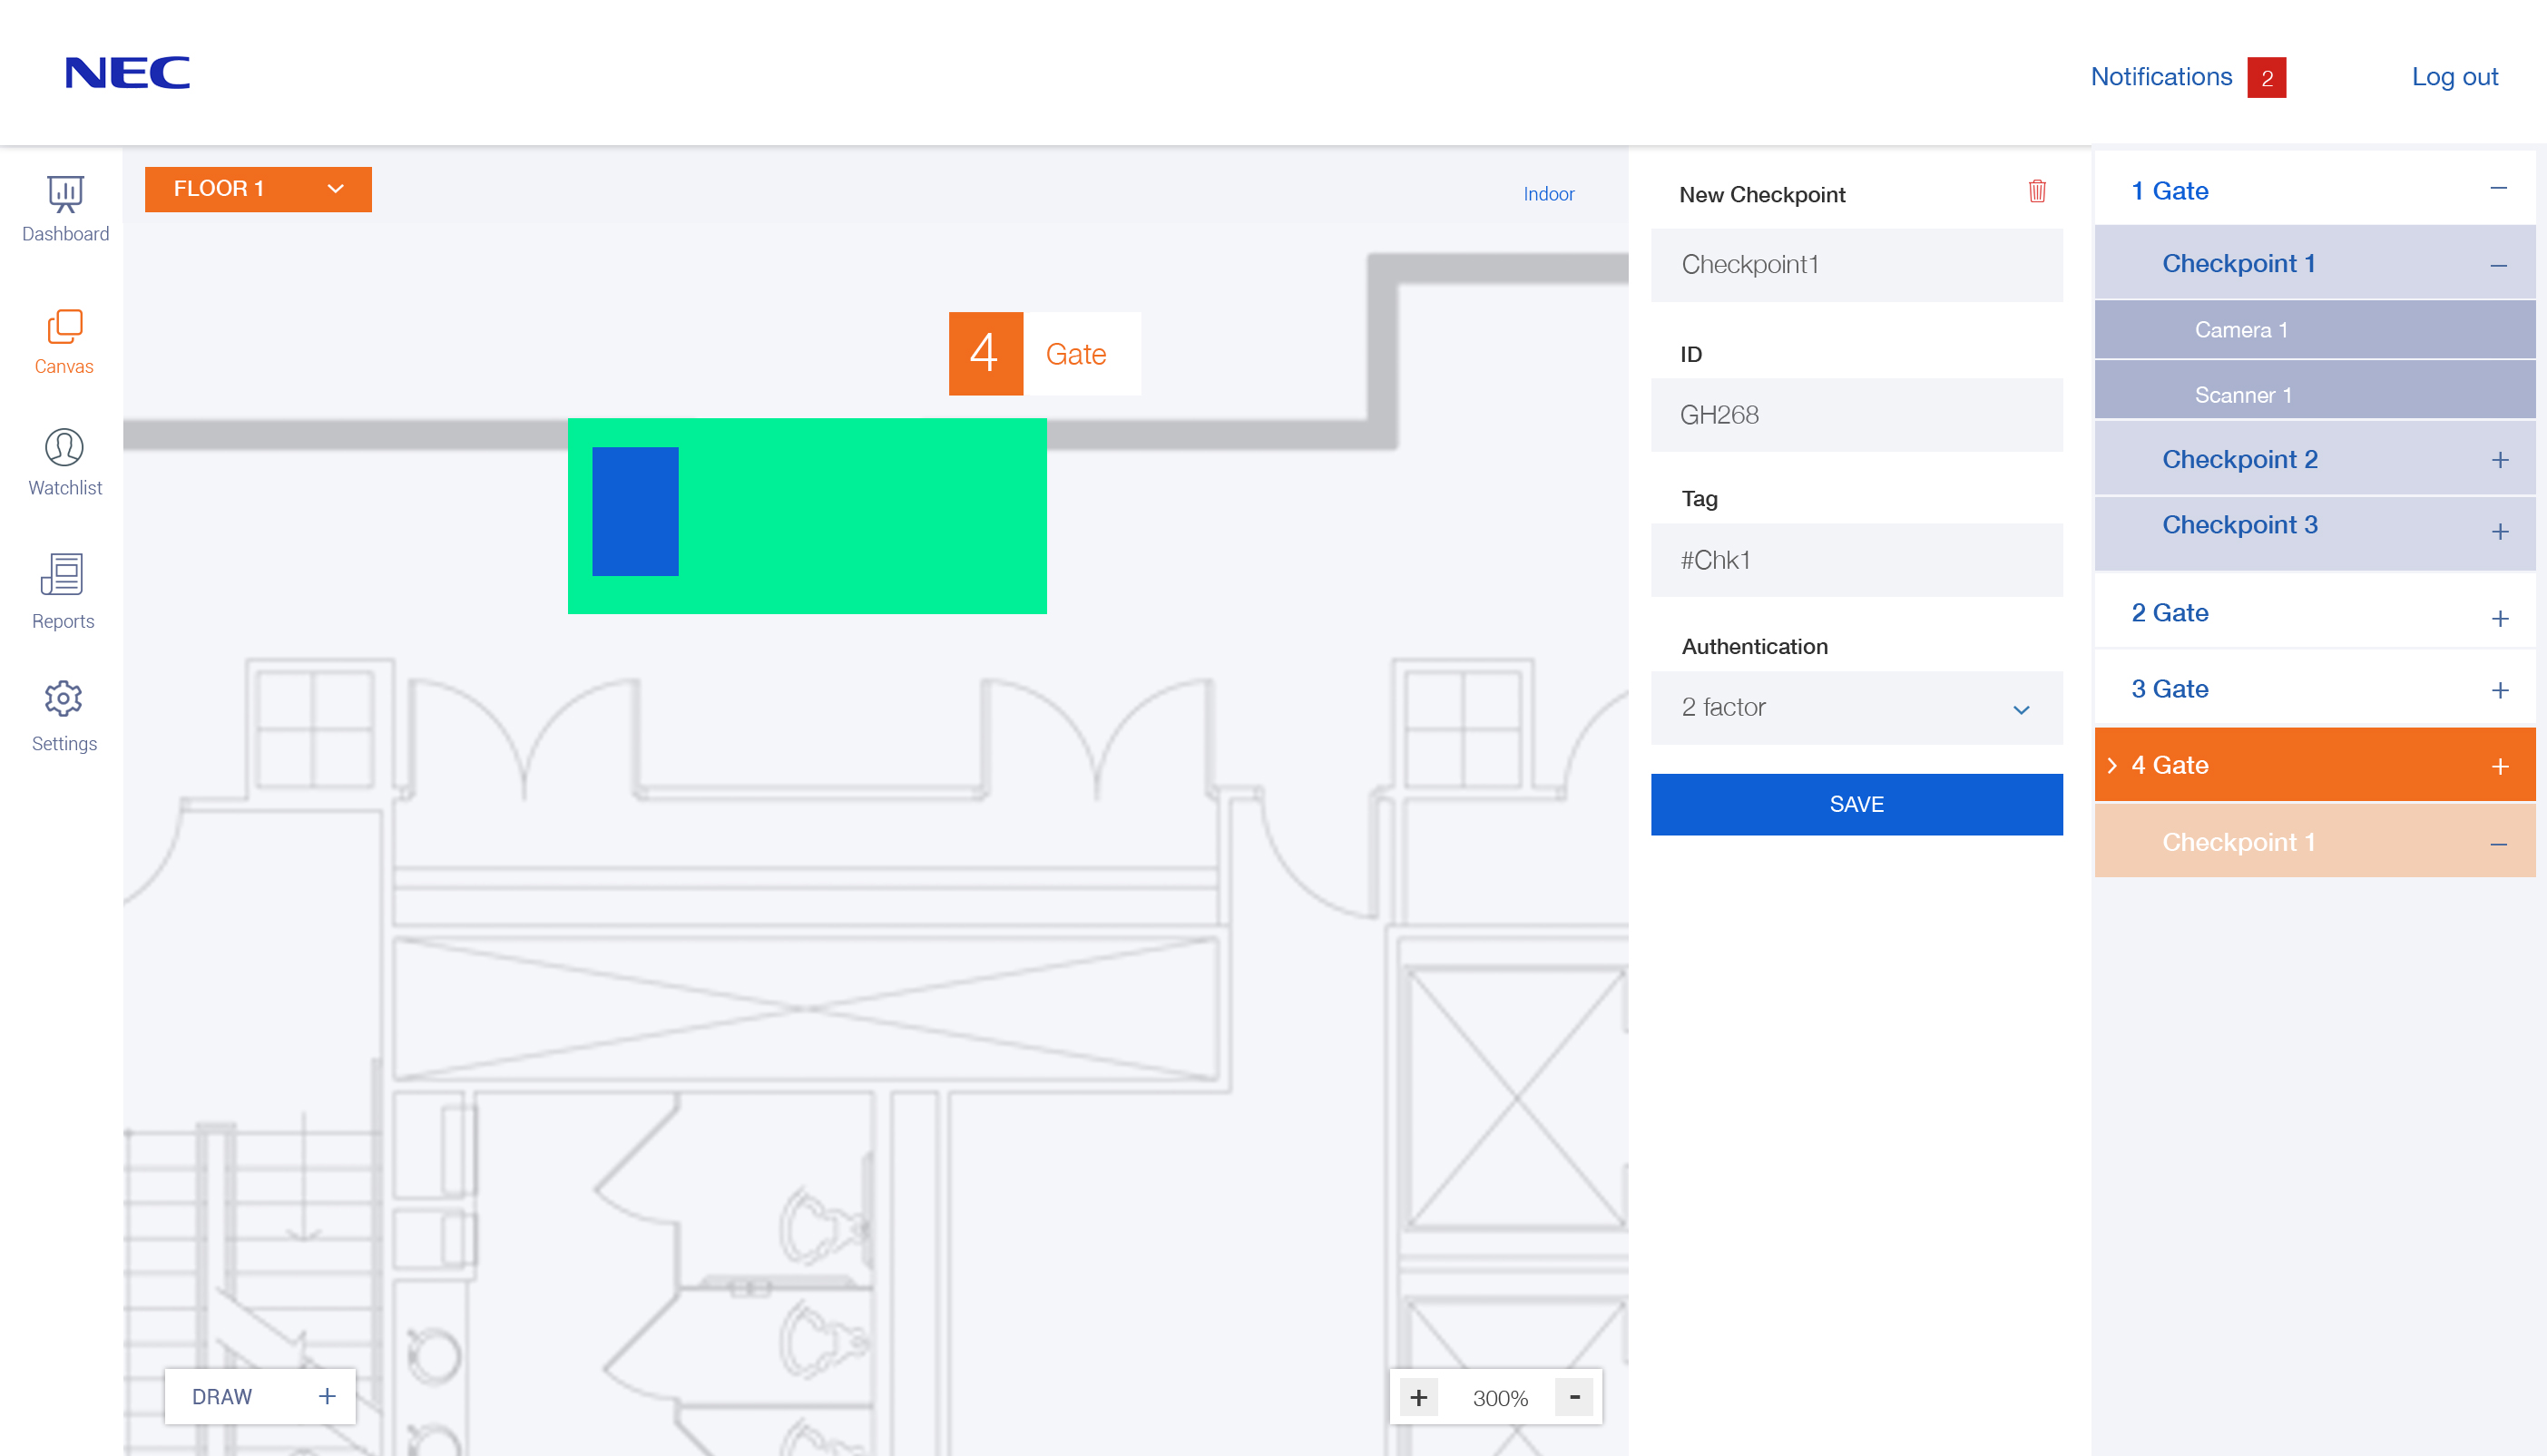 NEC
Notifications 2
Log out
Dashboard
Canvas
Watchlist
Reports
Settings
FLOOR 1
Indoor
4 Gate
DRAW +
+ 300% -
New Checkpoint
Checkpoint1
ID
GH268
Tag
#Chk1
Authentication
2 factor
SAVE
1 Gate
Checkpoint 1
Camera 1
Scanner 1
Checkpoint 2
Checkpoint 3
2 Gate
3 Gate
4 Gate
Checkpoint 1